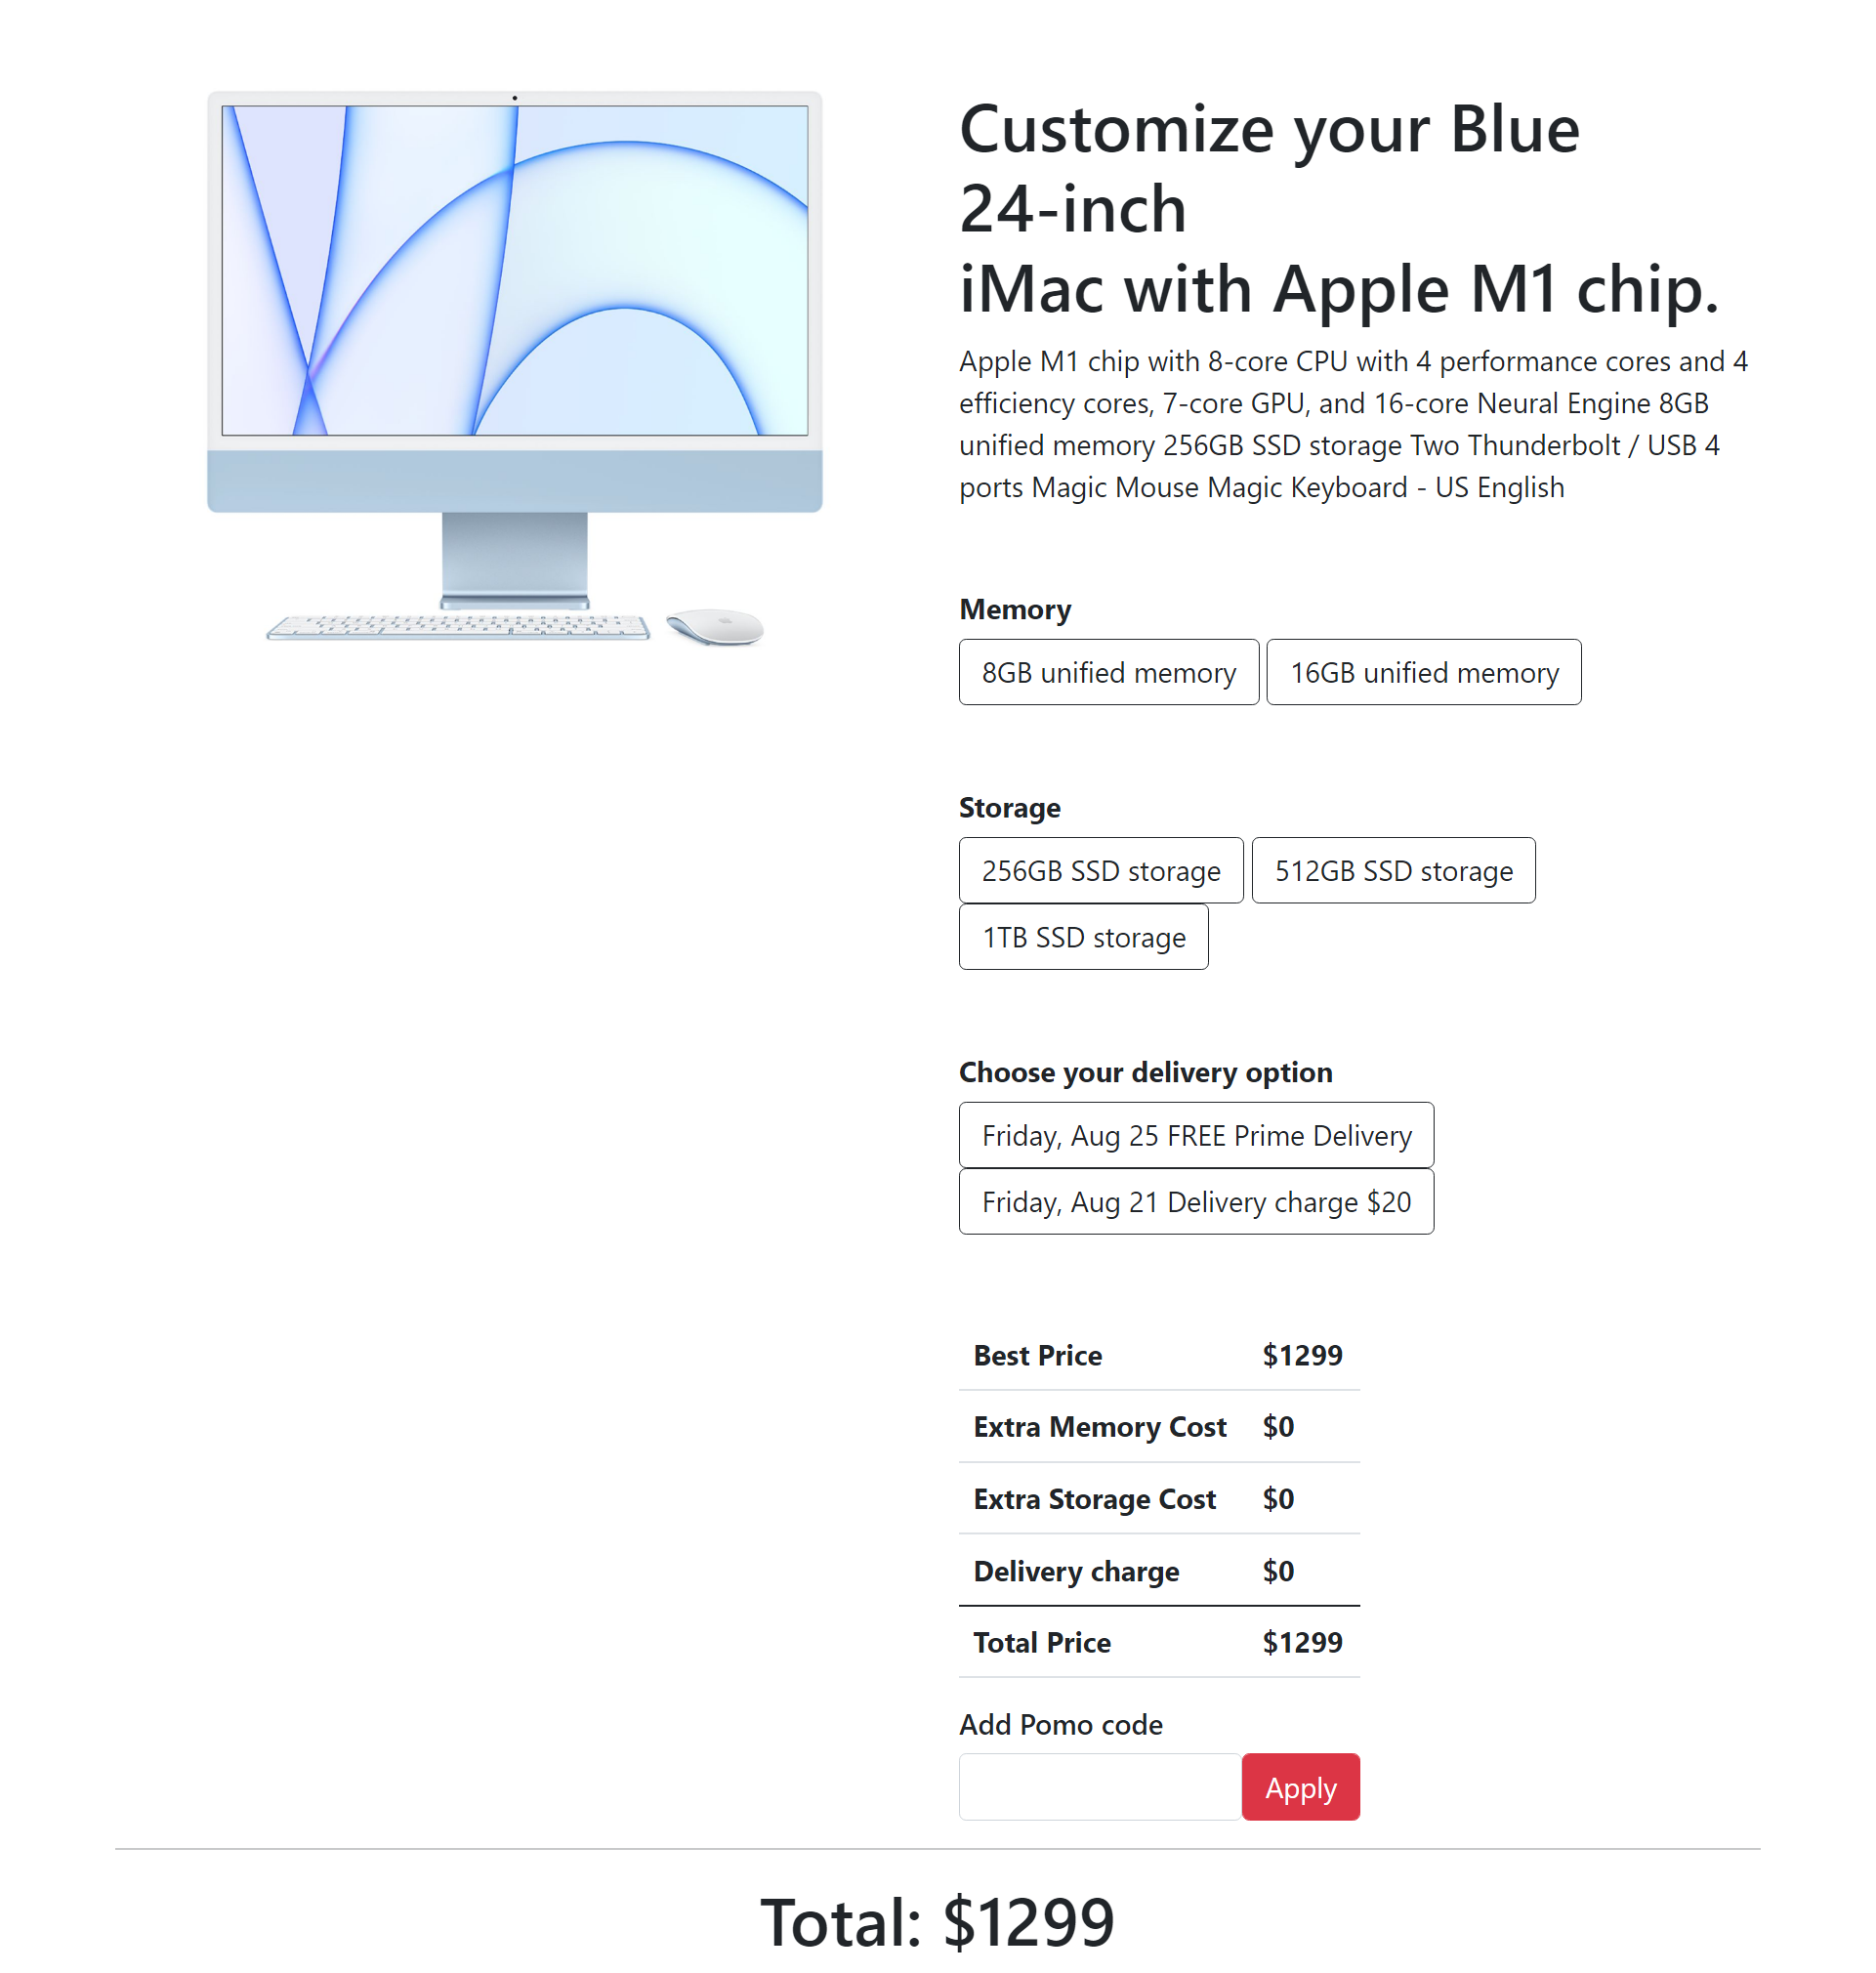 Customize your Blue
24-inch
iMac with Apple M1 chip.
Apple M1 chip with 8-core CPU with 4 performance cores and 4
efficiency cores, 7-core GPU, and 16-core Neural Engine 8GB
unified memory 256GB SSD storage Two Thunderbolt / USB 4
ports Magic Mouse Magic Keyboard - US English
Memory
8GB unified memory 16GB unified memory
Storage
256GB SSD storage 512GB SSD storage
1TB SSD storage
Choose your delivery option
Friday, Aug 25 FREE Prime Delivery
Friday, Aug 21 Delivery charge $20
Best Price $1299
Extra Memory Cost $0
Extra Storage Cost $0
Delivery charge $0
Total Price $1299
Add Pomo code
Apply
Total: $1299